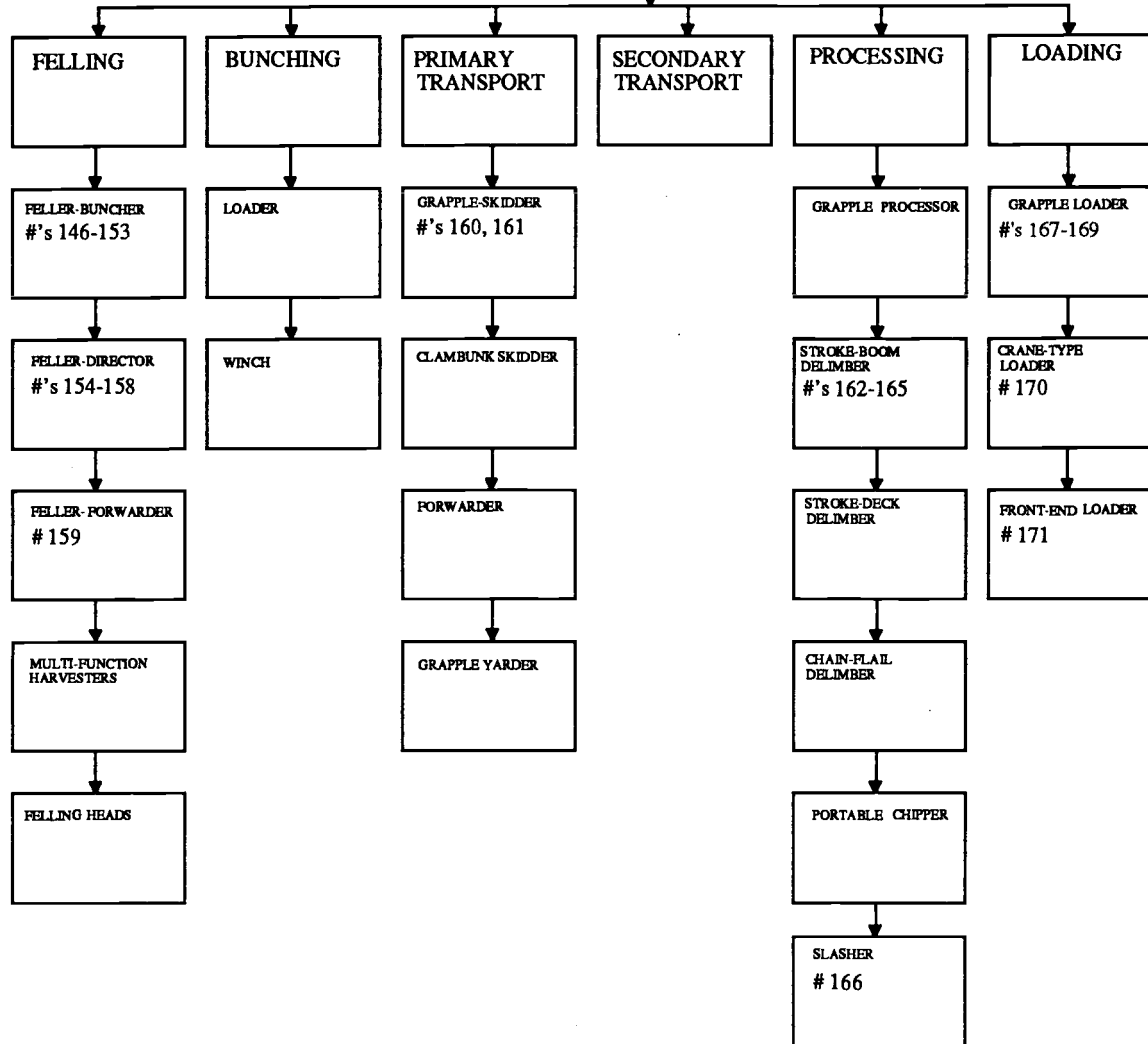 FELLING
FELLER-BUNCHER
#'s 146-153
FELLER-DIRECTOR
#'s 154-158
FELLER-FORWARDER
# 159
MULTI-FUNCTION
HARVESTERS
FELLING HEADS
BUNCHING
LOADER
WINCH
PRIMARY
TRANSPORT
GRAPPLE-SKIDDER
#'s 160, 161
CLAMBUNK SKIDDER
FORWARDER
GRAPPLE YARDER
SECONDARY
TRANSPORT
PROCESSING
GRAPPLE PROCESSOR
STROKE-BOOM
DELIMBER
#'s 162-165
STROKE-DECK
DELIMBER
CHAIN-FLAIL
DELIMBER
PORTABLE CHIPPER
SLASHER
# 166
LOADING
GRAPPLE LOADER
#'s 167-169
CRANE-TYPE
LOADER
# 170
FRONT-END LOADER
# 171